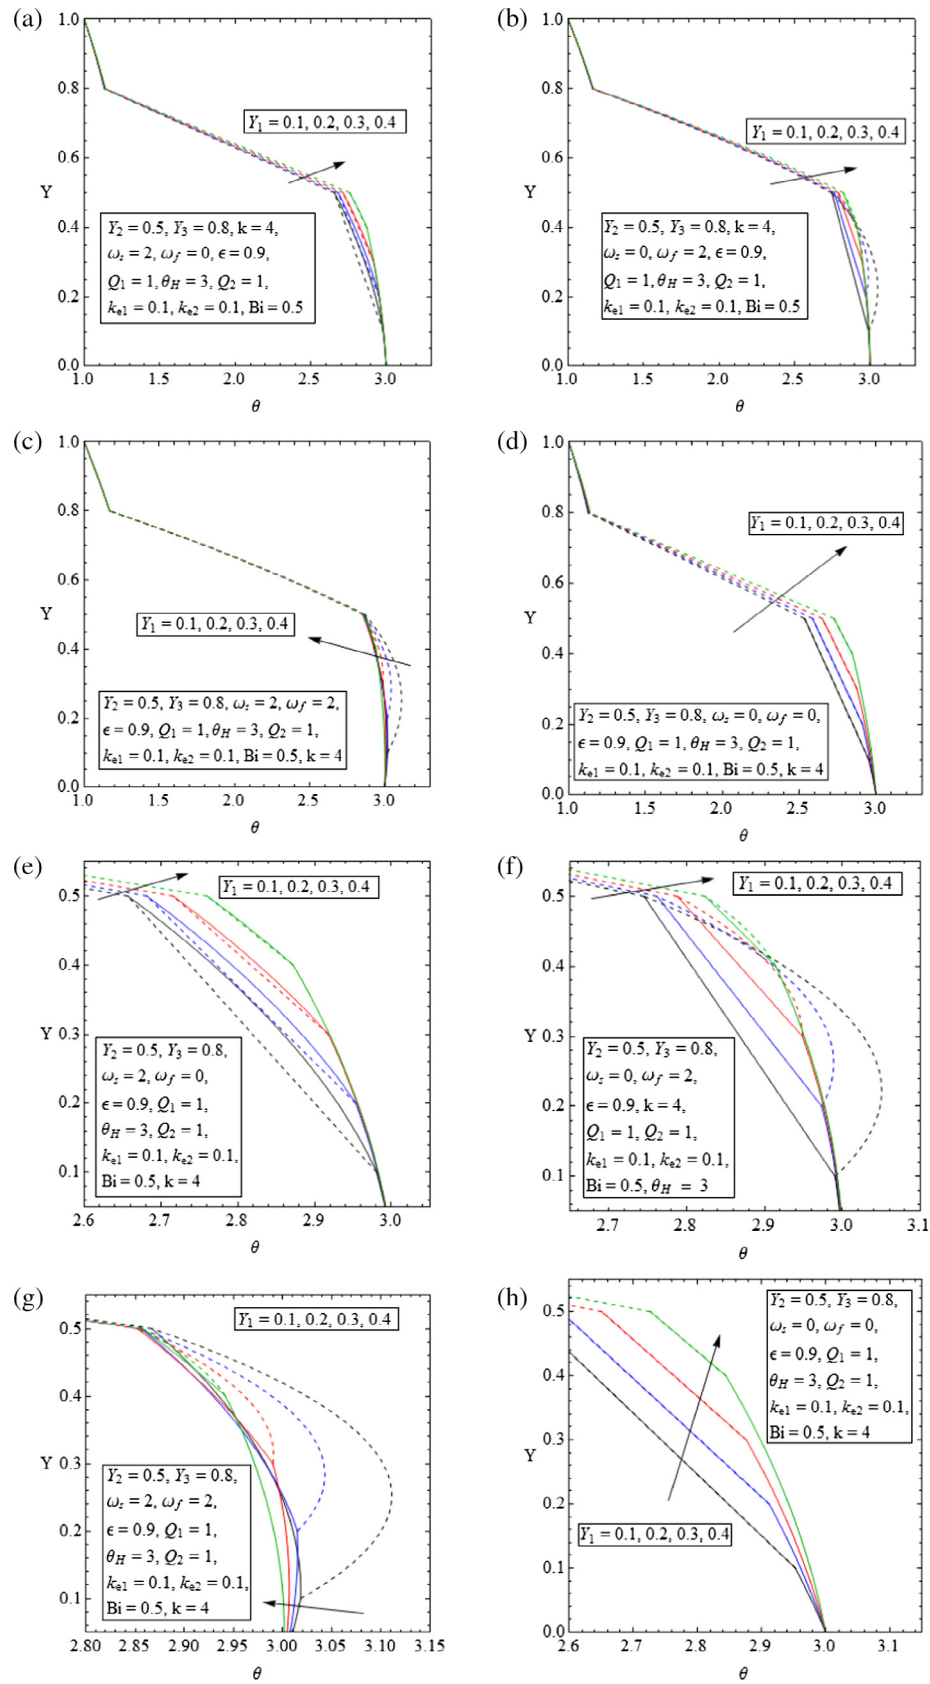 (a)
1.0
0.8
0.6
Y
0.4
0.2
0.0
Y₁ = 0.1, 0.2, 0.3, 0.4
Y₂ = 0.5, Y₃ = 0.8, k = 4,
ωₛ = 2, ω_f = 0, ϵ = 0.9,
Q₁ = 1, θ_H = 3, Q₂ = 1,
k_e1 = 0.1, k_e2 = 0.1, Bi = 0.5
1.0 1.5 2.0 2.5 3.0
θ
(b)
1.0
0.8
0.6
Y
0.4
0.2
0.0
Y₁ = 0.1, 0.2, 0.3, 0.4
Y₂ = 0.5, Y₃ = 0.8, k = 4,
ωₛ = 0, ω_f = 2, ϵ = 0.9,
Q₁ = 1, θ_H = 3, Q₂ = 1,
k_e1 = 0.1, k_e2 = 0.1, Bi = 0.5
1.0 1.5 2.0 2.5 3.0
θ
(c)
1.0
0.8
0.6
Y
0.4
0.2
0.0
Y₁ = 0.1, 0.2, 0.3, 0.4
Y₂ = 0.5, Y₃ = 0.8, ωₛ = 2, ω_f = 2,
ϵ = 0.9, Q₁ = 1, θ_H = 3, Q₂ = 1,
k_e1 = 0.1, k_e2 = 0.1, Bi = 0.5, k = 4
1.0 1.5 2.0 2.5 3.0
θ
(d)
1.0
0.8
0.6
Y
0.4
0.2
0.0
Y₁ = 0.1, 0.2, 0.3, 0.4
Y₂ = 0.5, Y₃ = 0.8, ωₛ = 0, ω_f = 0,
ϵ = 0.9, Q₁ = 1, θ_H = 3, Q₂ = 1,
k_e1 = 0.1, k_e2 = 0.1, Bi = 0.5, k = 4
1.0 1.5 2.0 2.5 3.0
θ
(e)
0.5
0.4
Y
0.3
0.2
0.1
Y₁ = 0.1, 0.2, 0.3, 0.4
Y₂ = 0.5, Y₃ = 0.8,
ωₛ = 2, ω_f = 0,
ϵ = 0.9, Q₁ = 1,
θ_H = 3, Q₂ = 1,
k_e1 = 0.1, k_e2 = 0.1,
Bi = 0.5, k = 4
2.6 2.7 2.8 2.9 3.0
θ
(f)
0.5
0.4
Y
0.3
0.2
0.1
Y₁ = 0.1, 0.2, 0.3, 0.4
Y₂ = 0.5, Y₃ = 0.8,
ωₛ = 0, ω_f = 2,
ϵ = 0.9, k = 4,
Q₁ = 1, Q₂ = 1,
k_e1 = 0.1, k_e2 = 0.1,
Bi = 0.5, θ_H = 3
2.7 2.8 2.9 3.0 3.1
θ
(g)
0.5
0.4
Y
0.3
0.2
0.1
Y₁ = 0.1, 0.2, 0.3, 0.4
Y₂ = 0.5, Y₃ = 0.8,
ωₛ = 2, ω_f = 2,
ϵ = 0.9, Q₁ = 1,
θ_H = 3, Q₂ = 1,
k_e1 = 0.1, k_e2 = 0.1,
Bi = 0.5, k = 4
2.80 2.85 2.90 2.95 3.00 3.05 3.10 3.15
θ
(h)
0.5
0.4
Y
0.3
0.2
0.1
0.0
Y₂ = 0.5, Y₃ = 0.8,
ωₛ = 0, ω_f = 0,
ϵ = 0.9, Q₁ = 1,
θ_H = 3, Q₂ = 1,
k_e1 = 0.1, k_e2 = 0.1,
Bi = 0.5, k = 4
Y₁ = 0.1, 0.2, 0.3, 0.4
2.6 2.7 2.8 2.9 3.0 3.1
θ